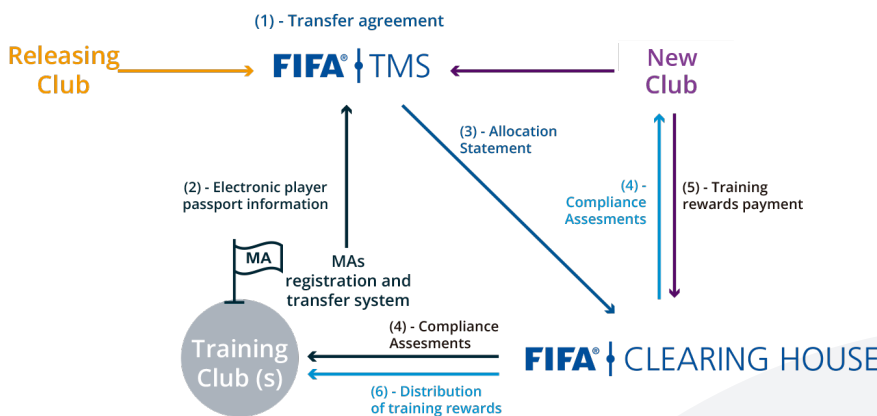 (1) - Transfer agreement
Releasing
Club
FIFA® TMS
New
Club
(3) - Allocation
Statement
(2) - Electronic player
passport information
(4) -
Compliance
Assesments
(5) - Training
rewards payment
MA
MAs
registration and
transfer system
Training
Club (s)
(4) - Compliance
Assesments
FIFA® CLEARING HOUSE
(6) - Distribution
of training rewards